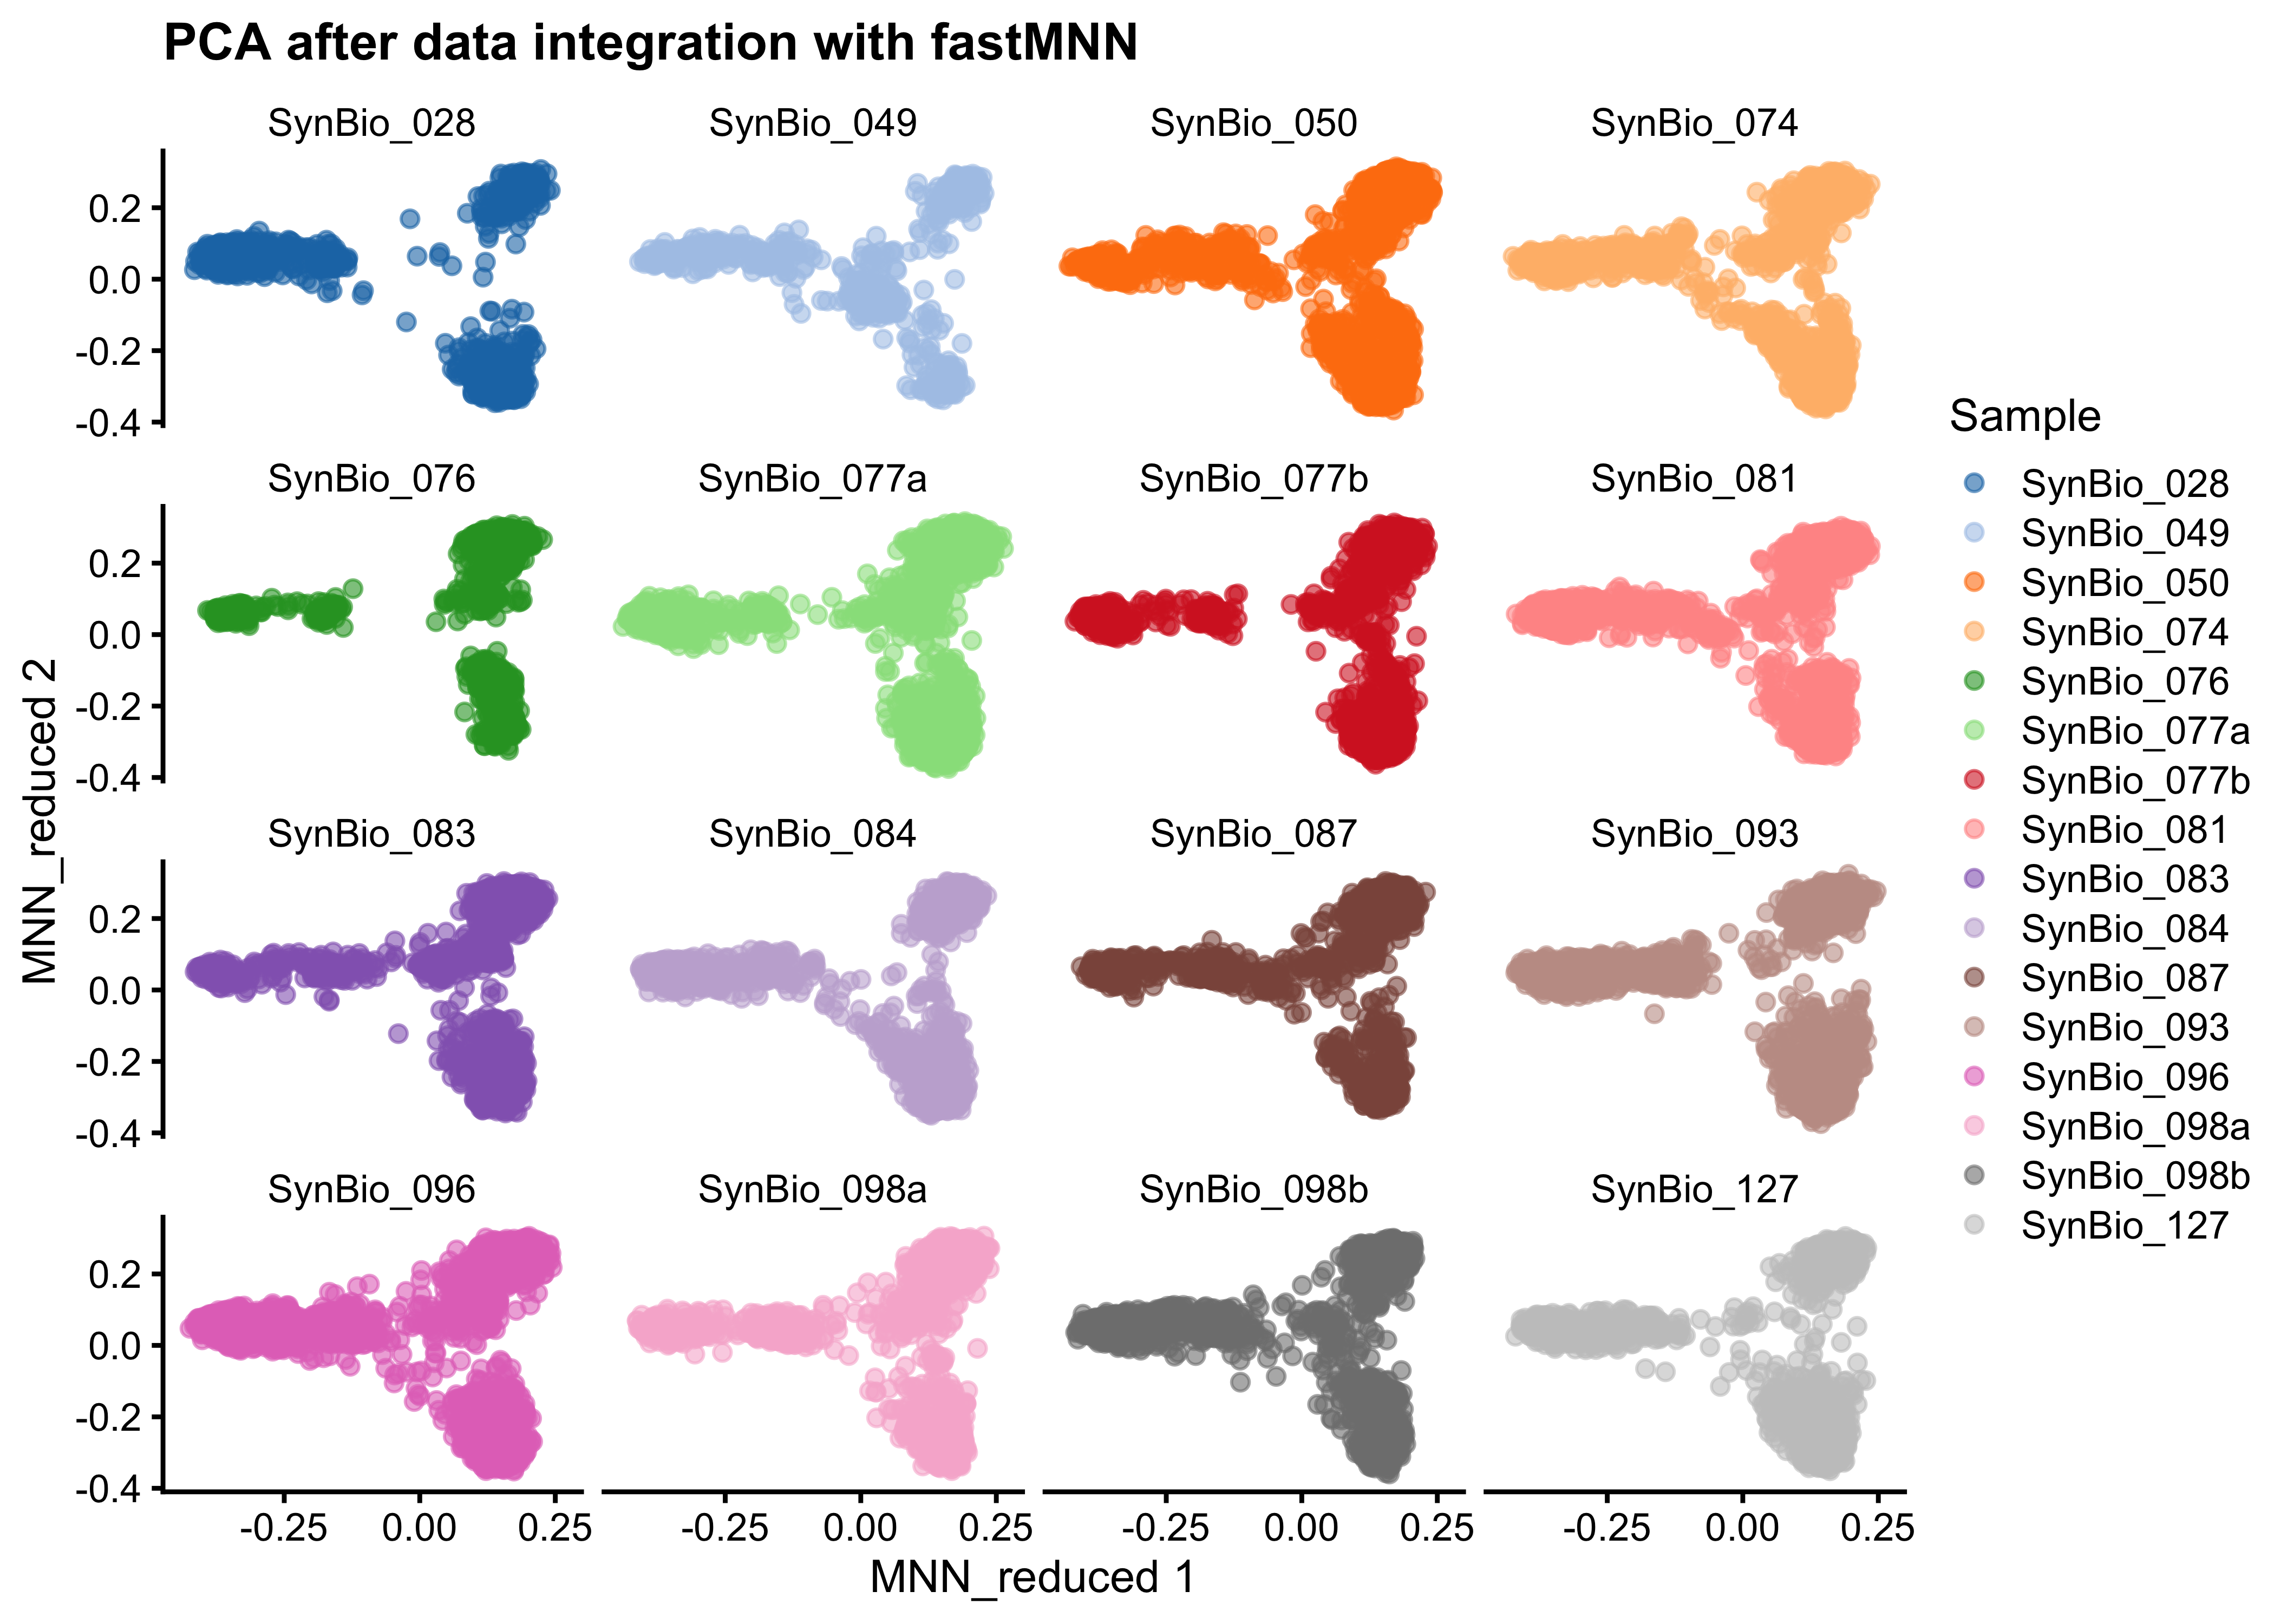 PCA after data integration with fastMNN
SynBio_028 SynBio_049 SynBio_050 SynBio_074
0.2
0.0
-0.2
-0.4
SynBio_076 SynBio_077a SynBio_077b SynBio_081
0.2
0.0
-0.2
-0.4
SynBio_083 SynBio_084 SynBio_087 SynBio_093
0.2
0.0
-0.2
-0.4
SynBio_096 SynBio_098a SynBio_098b SynBio_127
0.2
0.0
-0.2
-0.4
-0.25 0.00 0.25 -0.25 0.00 0.25 -0.25 0.00 0.25 -0.25 0.00 0.25
MNN_reduced 1
MNN_reduced 2
Sample
SynBio_028
SynBio_049
SynBio_050
SynBio_074
SynBio_076
SynBio_077a
SynBio_077b
SynBio_081
SynBio_083
SynBio_084
SynBio_087
SynBio_093
SynBio_096
SynBio_098a
SynBio_098b
SynBio_127